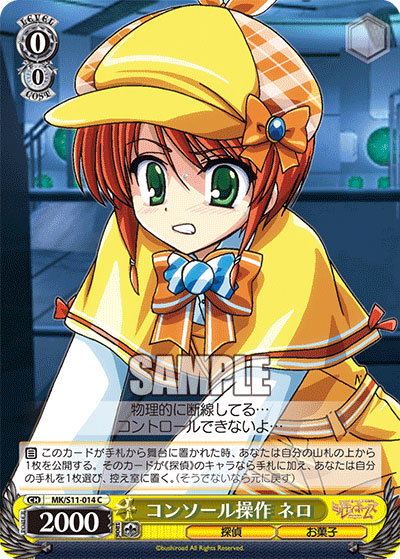 LEVEL
0
0
COST
SAMPLE
物理的に断線してる…
コントロールできないよ…
自 このカードが手札から舞台に置かれた時、あなたは自分の山札の上から
1枚を公開する。そのカードが《探偵》のキャラなら手札に加え、あなたは自分
の手札を1枚選び、控え室に置く。(そうでないなら元に戻す)
CH MK/S11-014 C
コンソール操作 ネロ
2000
探偵
お菓子
©bushiroad All Rights Reserved.